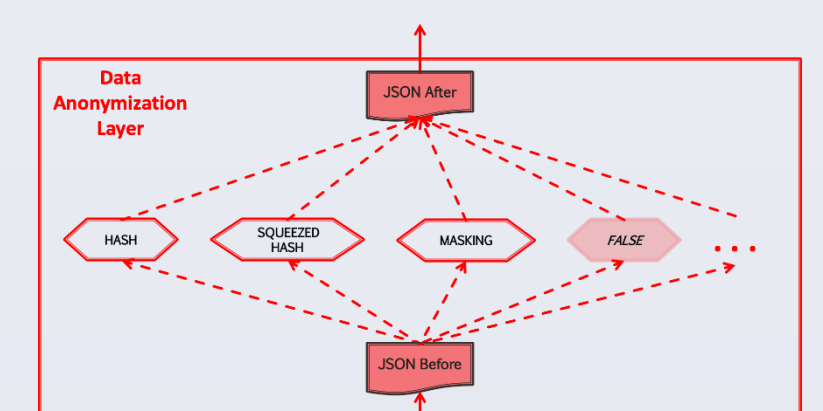 Data
Anonymization
Layer
JSON After
HASH
SQUEEZED
HASH
MASKING
FALSE
...
JSON Before